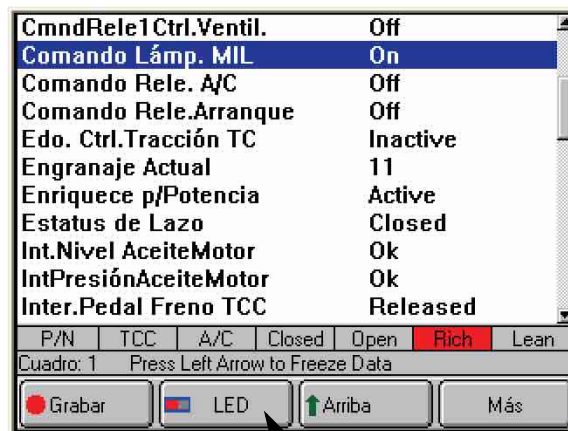 CmndRele1Ctrl.Ventil. Off
Comando Lámp. MIL On
Comando Rele. A/C Off
Comando Rele.Arranque Off
Edo. Ctrl.Tracción TC Inactive
Engranaje Actual 11
Enriquece p/Potencia Active
Estatus de Lazo Closed
Int.Nivel AceiteMotor Ok
IntPresiónAceiteMotor Ok
Inter.Pedal Freno TCC Released
P/N TCC A/C Closed Open Rich Lean
Cuadro: 1 Press Left Arrow to Freeze Data
Grabar LED Arriba Más